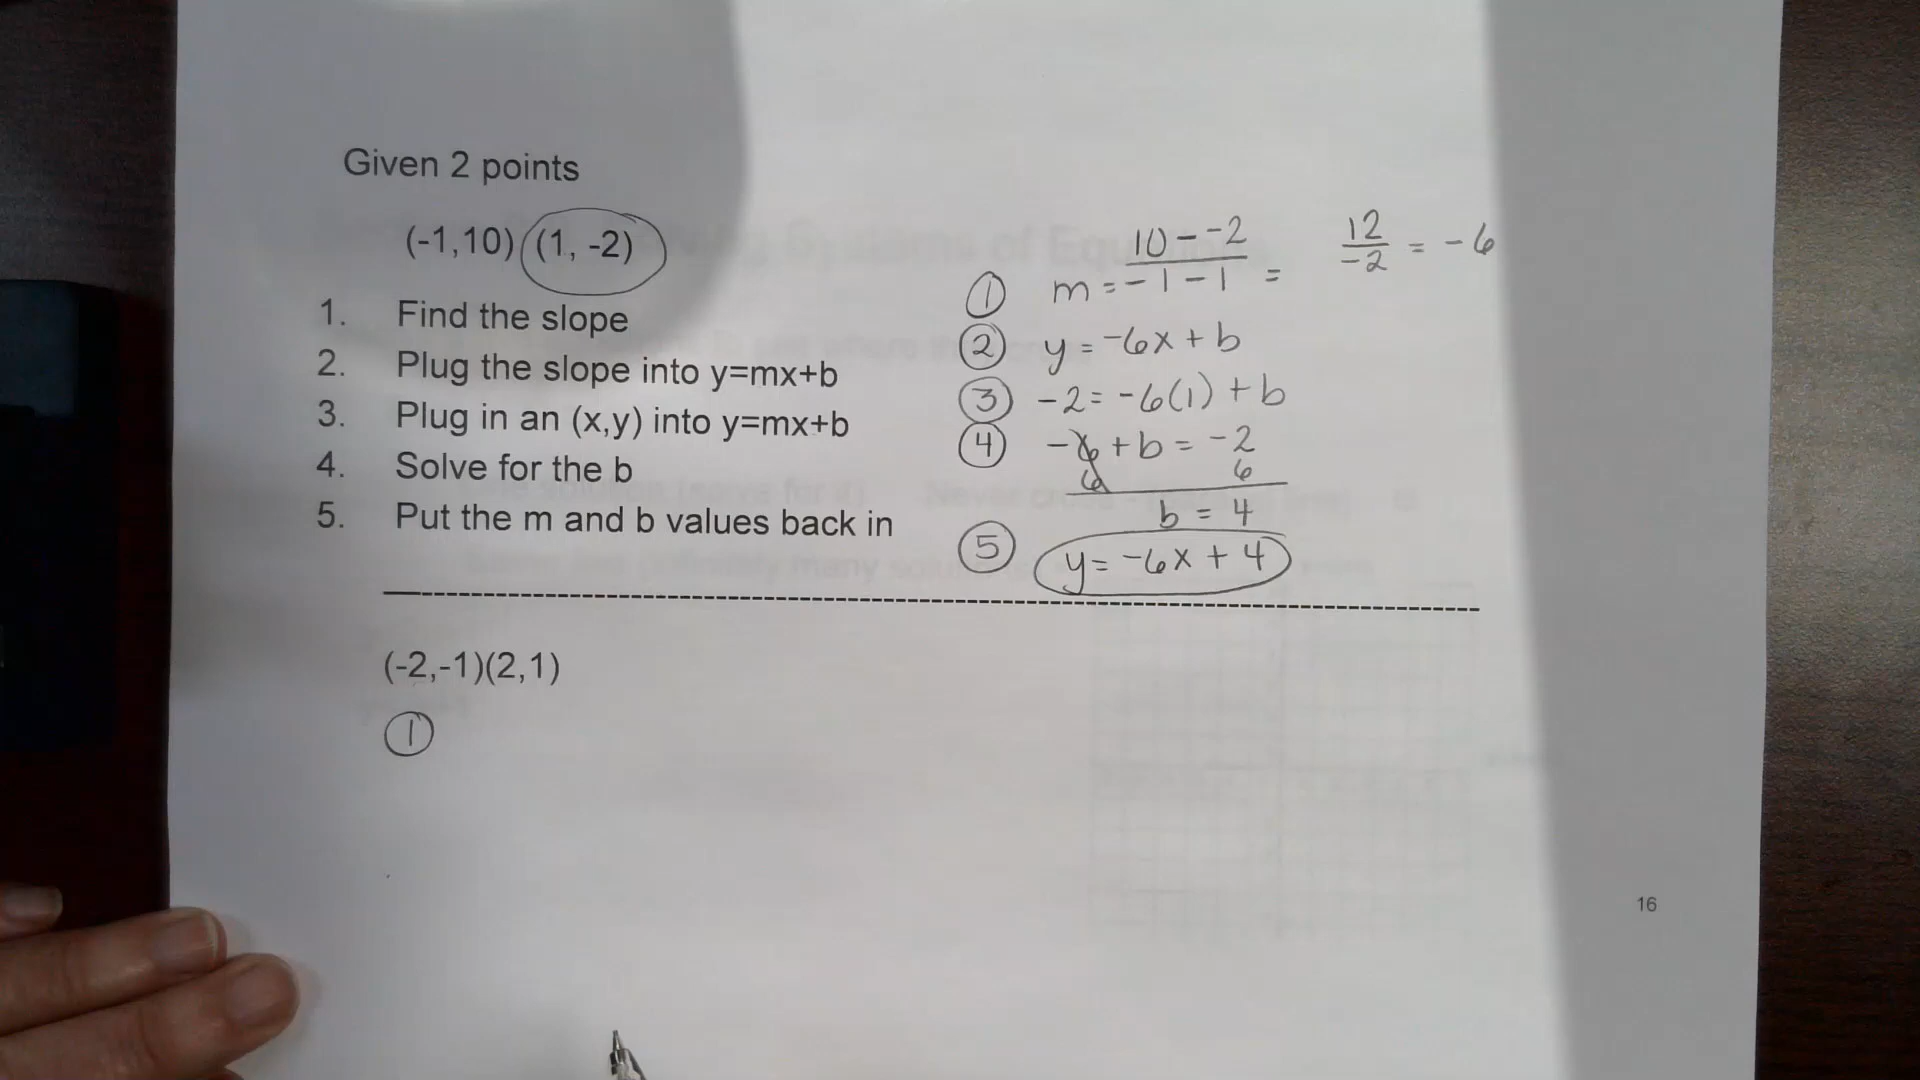 Given 2 points
(-1,10) (1, -2)
1. Find the slope
2. Plug the slope into y=mx+b
3. Plug in an (x,y) into y=mx+b
4. Solve for the b
5. Put the m and b values back in
① m = 10 - -2 / -1 - 1 = 12 / -2 = -6
② y = -6x + b
③ -2 = -6(1) + b
④ -6 + b = -2
6 6
b = 4
⑤ y = -6x + 4
(-2,-1)(2,1)
①
16